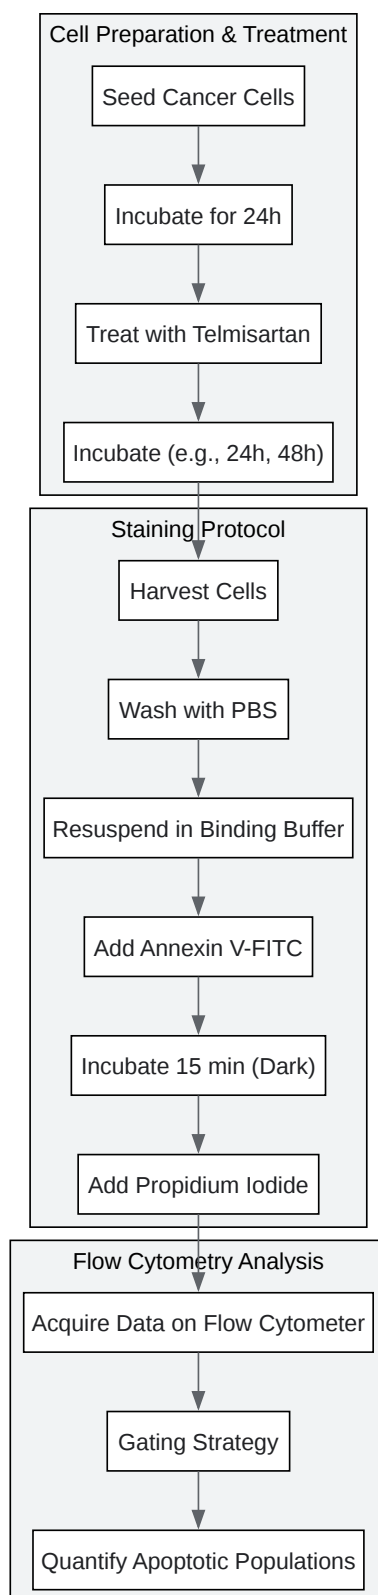 Cell Preparation & Treatment
Seed Cancer Cells
Incubate for 24h
Treat with Telmisartan
Incubate (e.g., 24h, 48h)
Staining Protocol
Harvest Cells
Wash with PBS
Resuspend in Binding Buffer
Add Annexin V-FITC
Incubate 15 min (Dark)
Add Propidium Iodide
Flow Cytometry Analysis
Acquire Data on Flow Cytometer
Gating Strategy
Quantify Apoptotic Populations